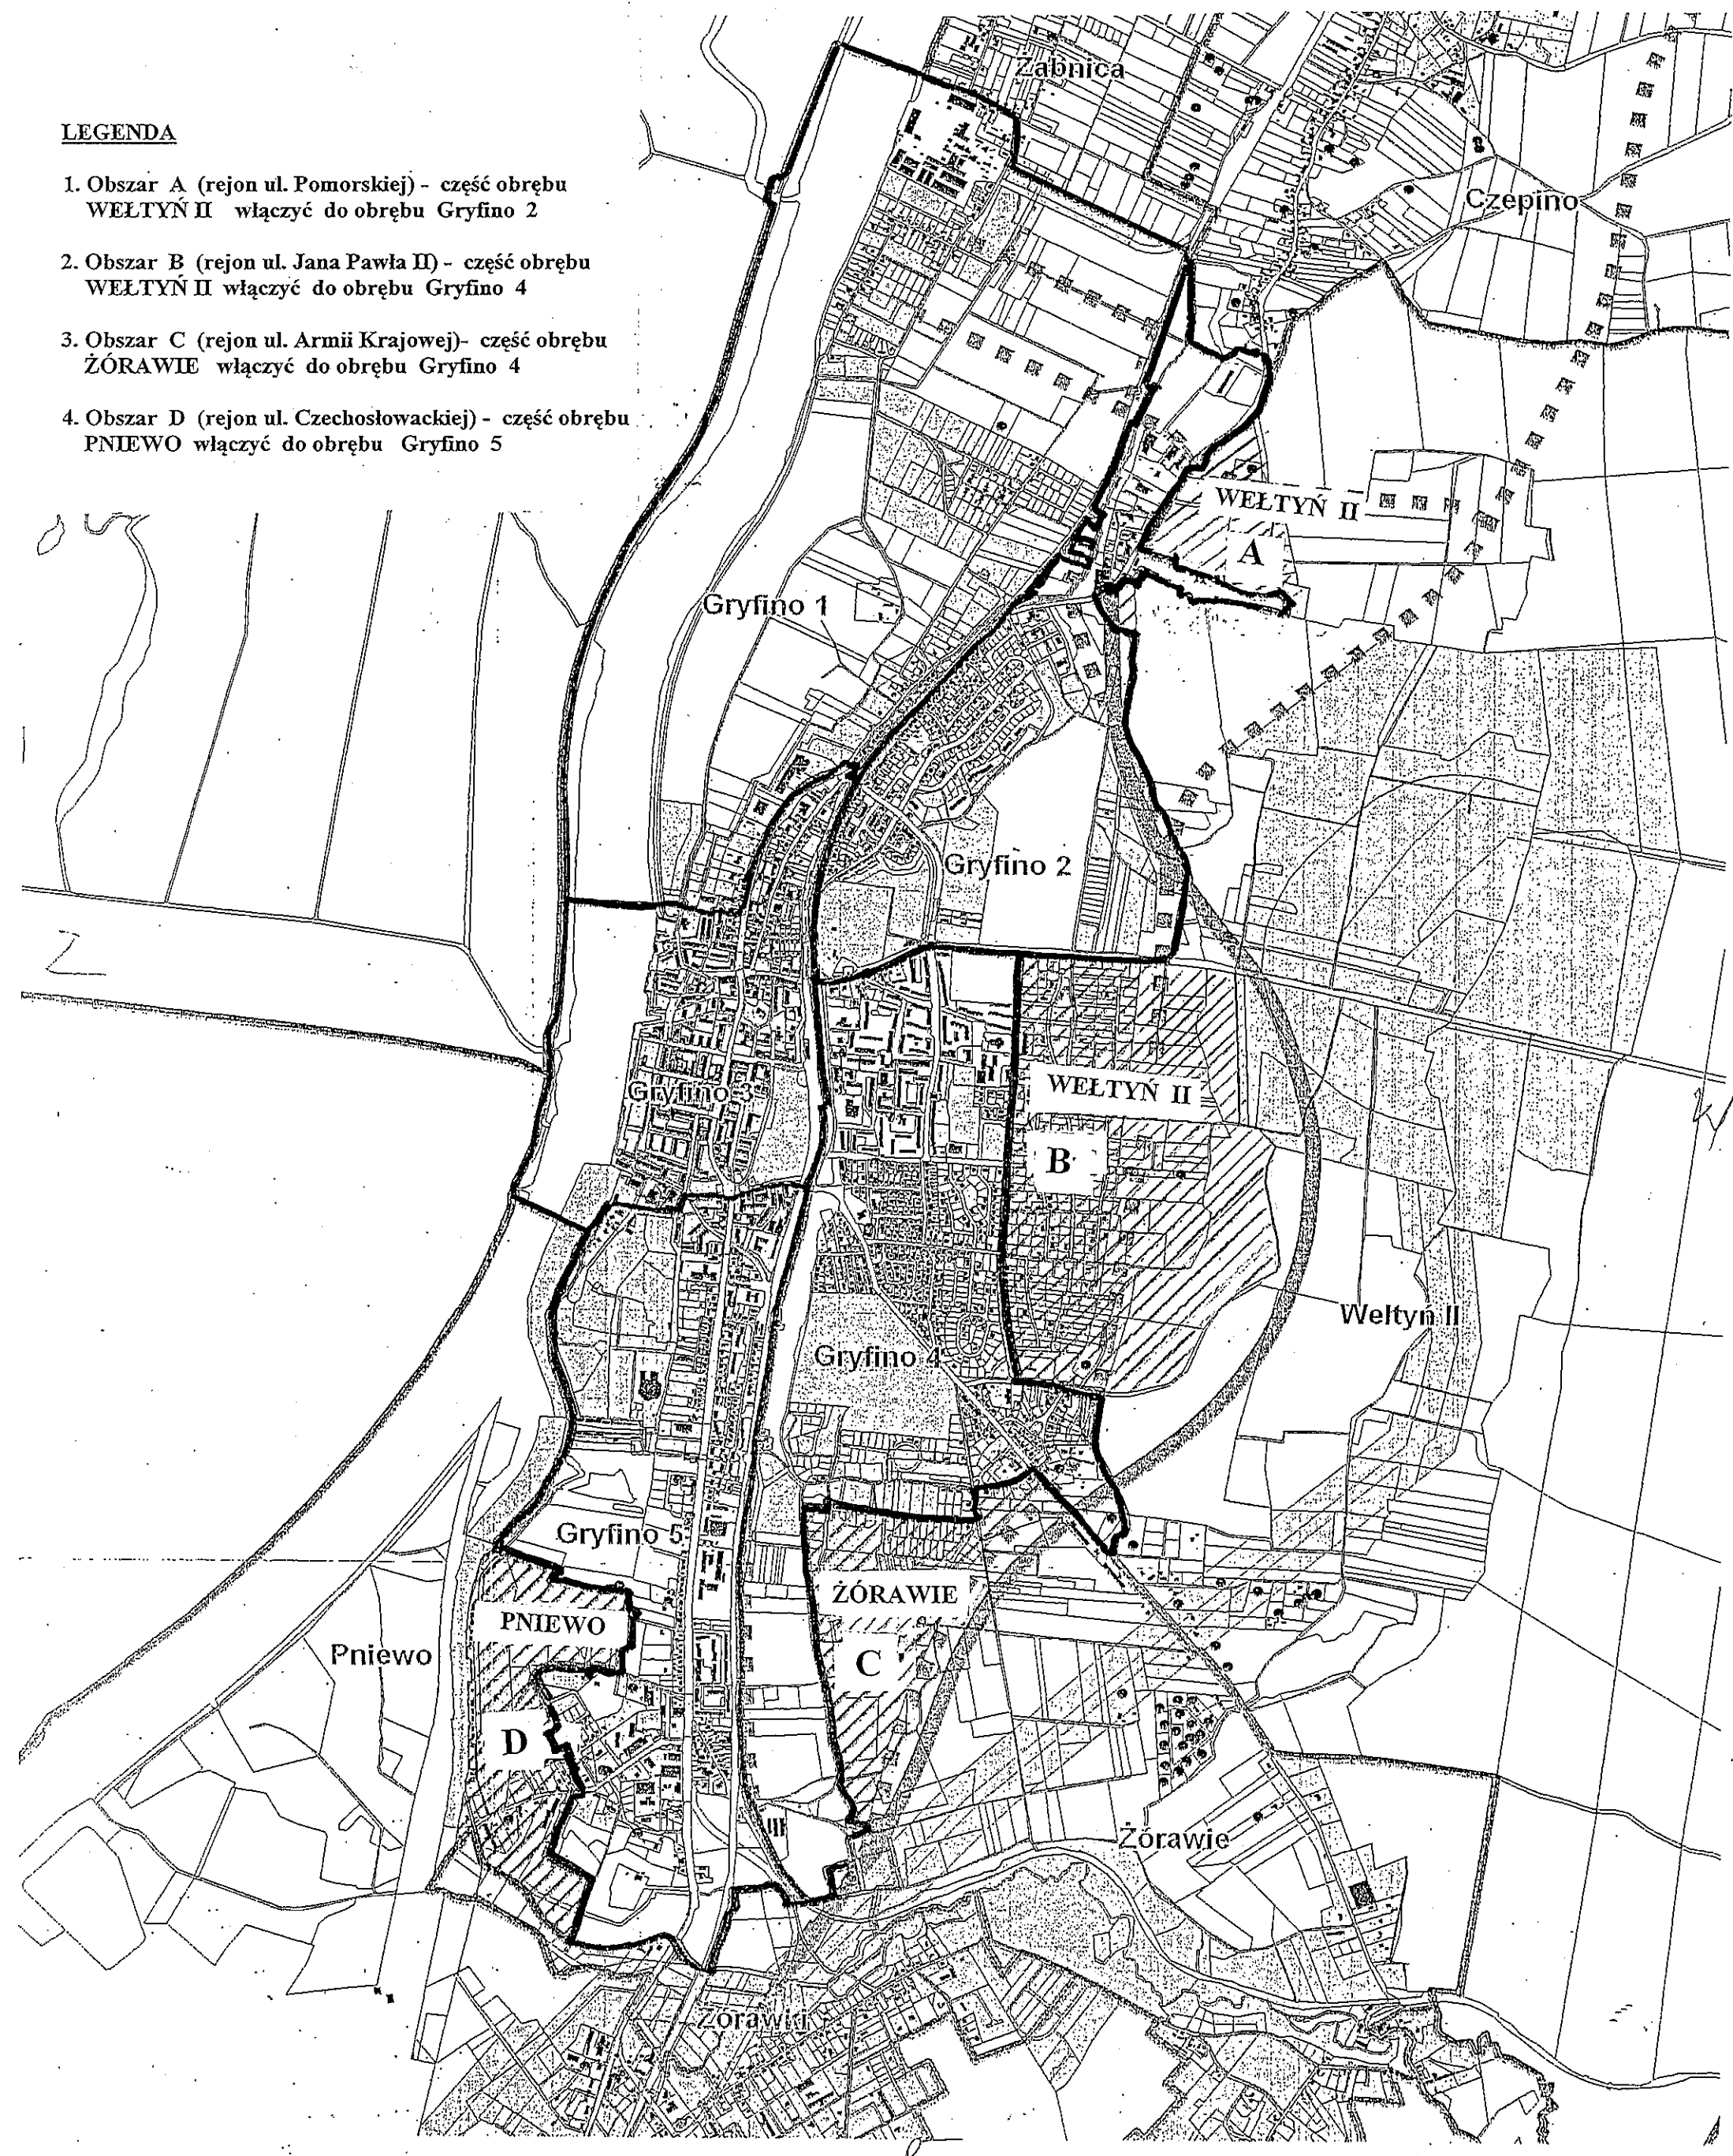 LEGENDA
1. Obszar A (rejon ul. Pomorskiej) - część obrębu
WEŁTYŃ II włączyć do obrębu Gryfino 2
2. Obszar B (rejon ul. Jana Pawła II) - część obrębu
WEŁTYŃ II włączyć do obrębu Gryfino 4
3. Obszar C (rejon ul. Armii Krajowej)- część obrębu
ŻÓRAWIE włączyć do obrębu Gryfino 4
4. Obszar D (rejon ul. Czechosłowackiej) - część obrębu
PNIEWO włączyć do obrębu Gryfino 5
Żabnica
Czepino
I
WEŁTYŃ II
A
Gryfino 1
Gryfino 2
Gryfino 3
WEŁTYŃ II
B
Wełtyń II
Gryfino 4
Gryfino 5
ŻÓRAWIE
PNIEWO
Pniewo
C
D
III
Żórawie
Żórawki